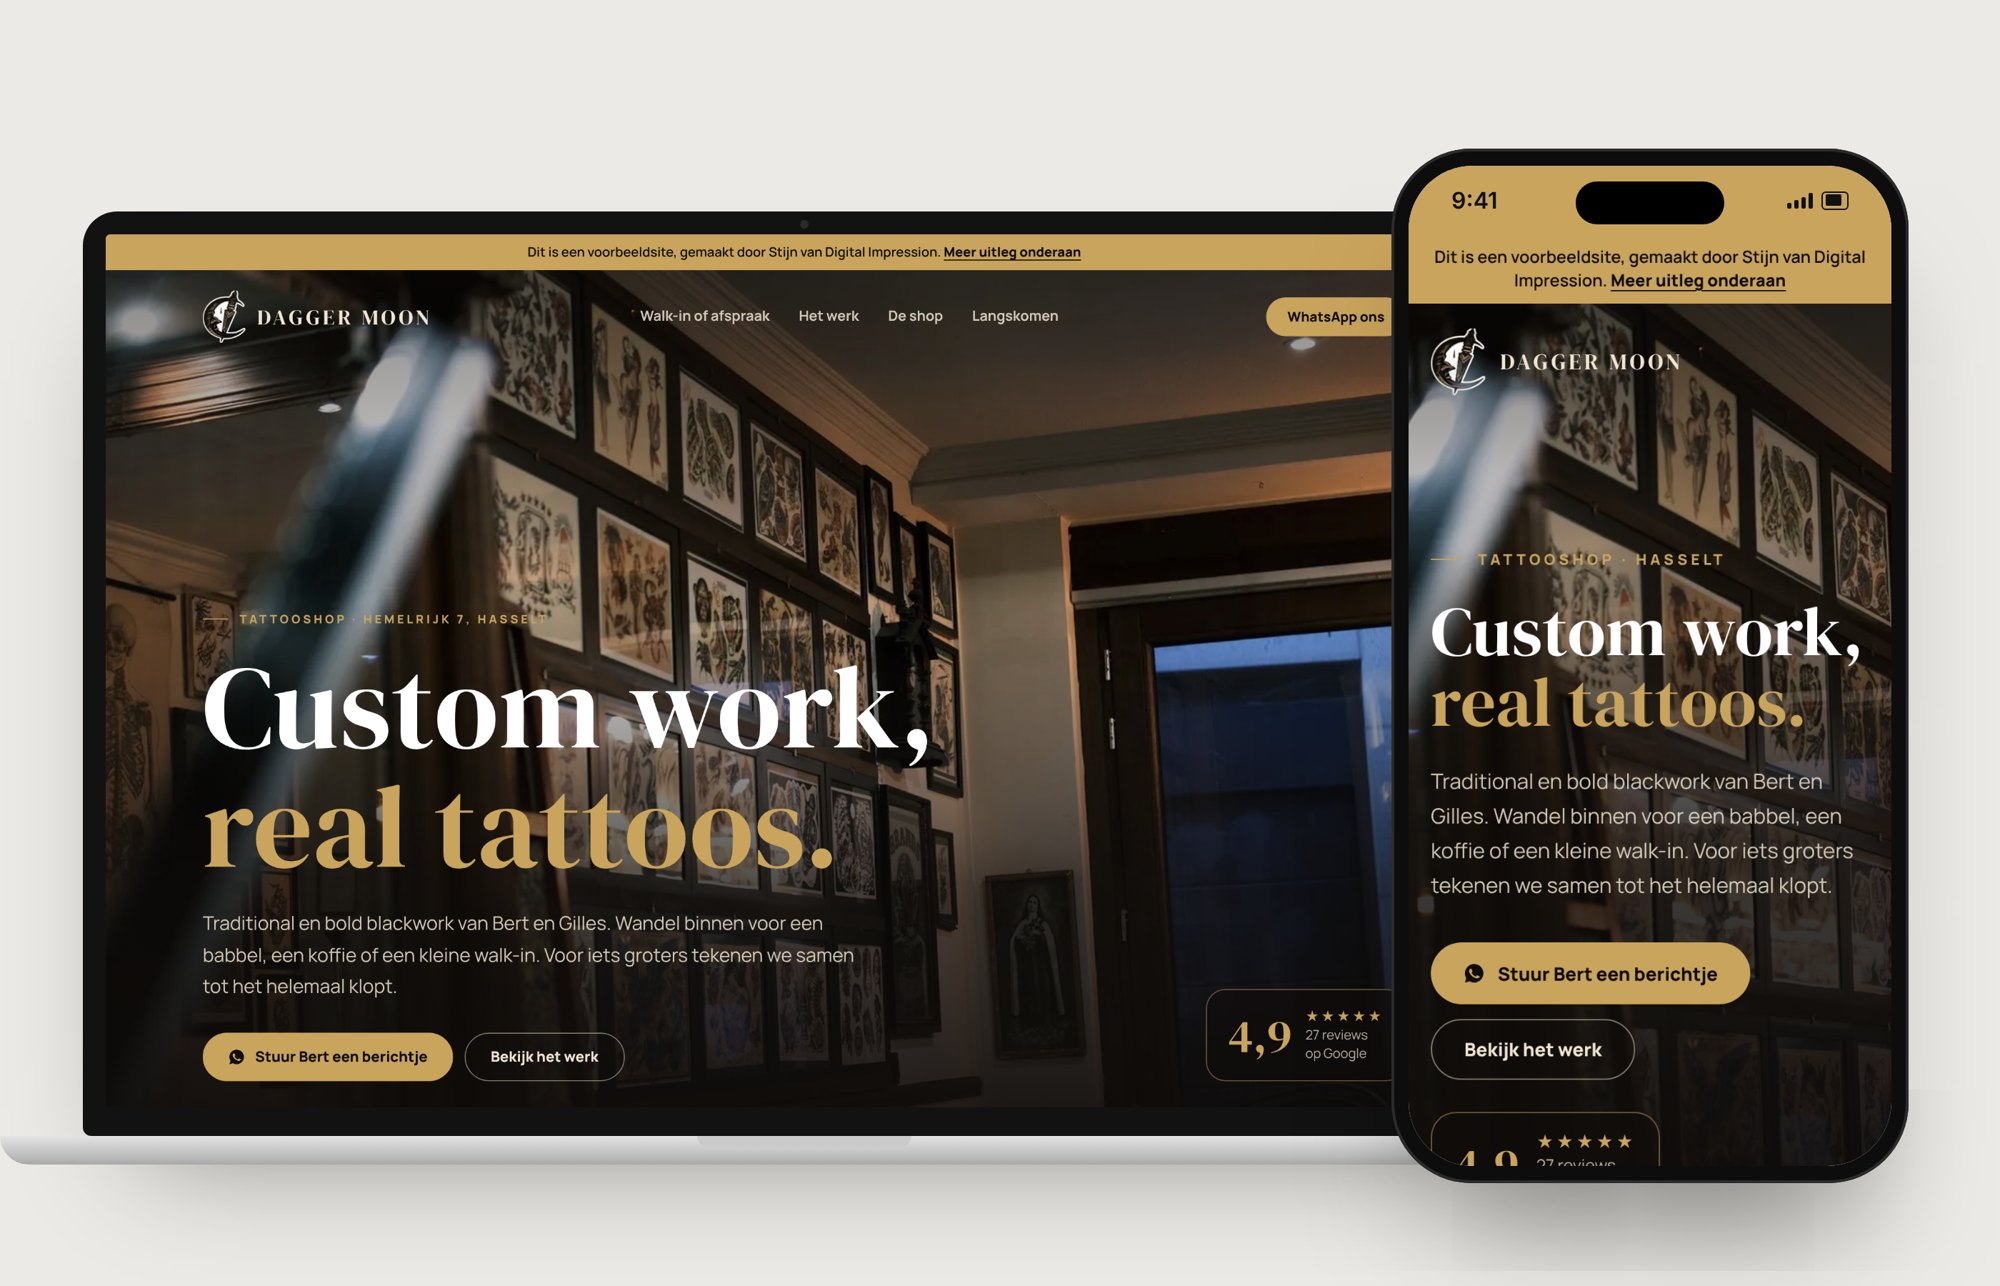 Dit is een voorbeeldsite, gemaakt door Stijn van Digital Impression. Meer uitleg onderaan
DAGGER MOON
Walk-in of afspraak
Het werk
De shop
Langskomen
WhatsApp ons
TATTOOSHOP · HEMELRIJK 7, HASSELT
Custom work,
real tattoos.
Traditional en bold blackwork van Bert en Gilles. Wandel binnen voor een
babbel, een koffie of een kleine walk-in. Voor iets groters tekenen we samen
tot het helemaal klopt.
Stuur Bert een berichtje
Bekijk het werk
4,9
★★★★★
27 reviews
op Google
9:41
Dit is een voorbeeldsite, gemaakt door Stijn van Digital
Impression. Meer uitleg onderaan
DAGGER MOON
TATTOOSHOP · HASSELT
Custom work,
real tattoos.
Traditional en bold blackwork van Bert en
Gilles. Wandel binnen voor een babbel, een
koffie of een kleine walk-in. Voor iets groters
tekenen we samen tot het helemaal klopt.
Stuur Bert een berichtje
Bekijk het werk
4,9
★★★★★
27 reviews